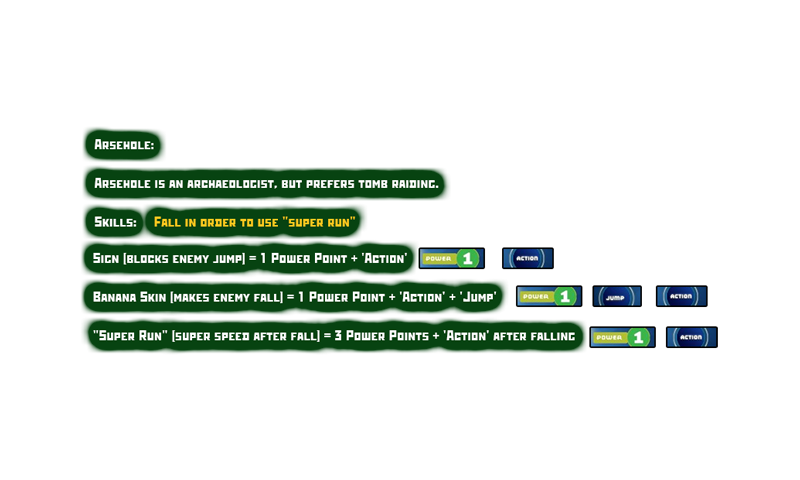 Arsehole:
Arsehole is an archaeologist, but prefers tomb raiding.
Skills: Fall in order to use "super run"
Sign (blocks enemy jump) = 1 Power Point + 'Action' POWER 1 ACTION
Banana Skin (makes enemy fall) = 1 Power Point + 'Action' + 'Jump' POWER 1 JUMP ACTION
"Super Run" (super speed after fall) = 3 Power Points + 'Action' after falling POWER 1 ACTION